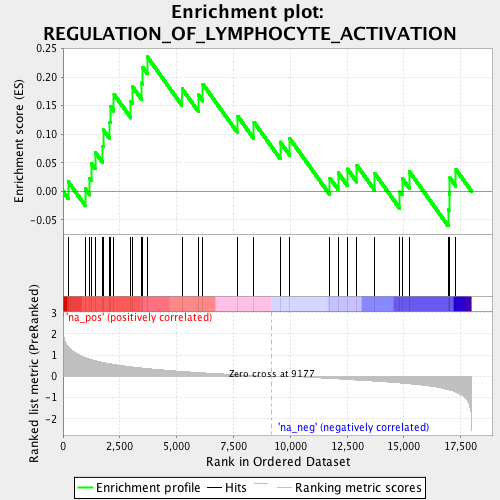 Enrichment plot:
REGULATION_OF_LYMPHOCYTE_ACTIVATION
Enrichment score (ES)
0.25
0.20
0.15
0.10
0.05
0.00
-0.05
'na_pos' (positively correlated)
Ranked list metric (PreRanked)
3
2
1
0
-1
-2
Zero cross at 9177
'na_neg' (negatively correlated)
0
2,500
5,000
7,500
10,000
12,500
15,000
17,500
Rank in Ordered Dataset
Enrichment profile
Hits
Ranking metric scores